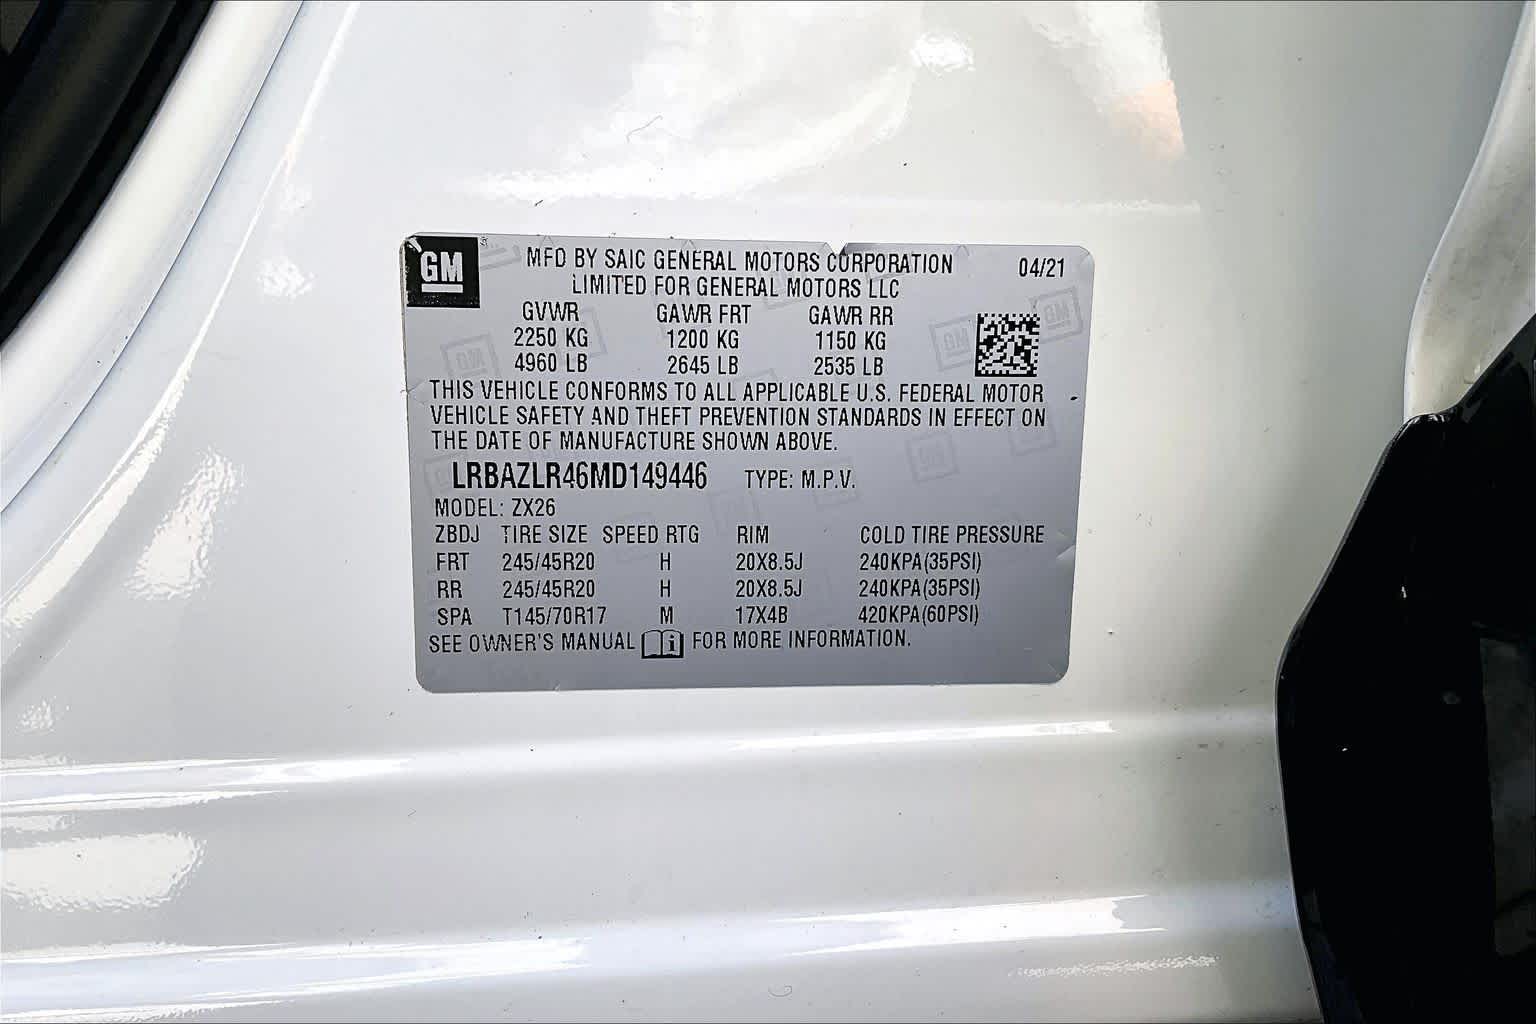 GM
MFD BY SAIC GENERAL MOTORS CORPORATION
LIMITED FOR GENERAL MOTORS LLC
04/21
GVWR GAWR FRT GAWR RR
2250 KG 1200 KG 1150 KG
4960 LB 2645 LB 2535 LB
THIS VEHICLE CONFORMS TO ALL APPLICABLE U.S. FEDERAL MOTOR
VEHICLE SAFETY AND THEFT PREVENTION STANDARDS IN EFFECT ON
THE DATE OF MANUFACTURE SHOWN ABOVE.
LRBAZLR46MD149446 TYPE: M.P.V.
MODEL: ZX26
ZBDJ TIRE SIZE SPEED RTG RIM COLD TIRE PRESSURE
FRT 245/45R20 H 20X8.5J 240KPA(35PSI)
RR 245/45R20 H 20X8.5J 240KPA(35PSI)
SPA T145/70R17 M 17X4B 420KPA(60PSI)
SEE OWNER'S MANUAL i FOR MORE INFORMATION.